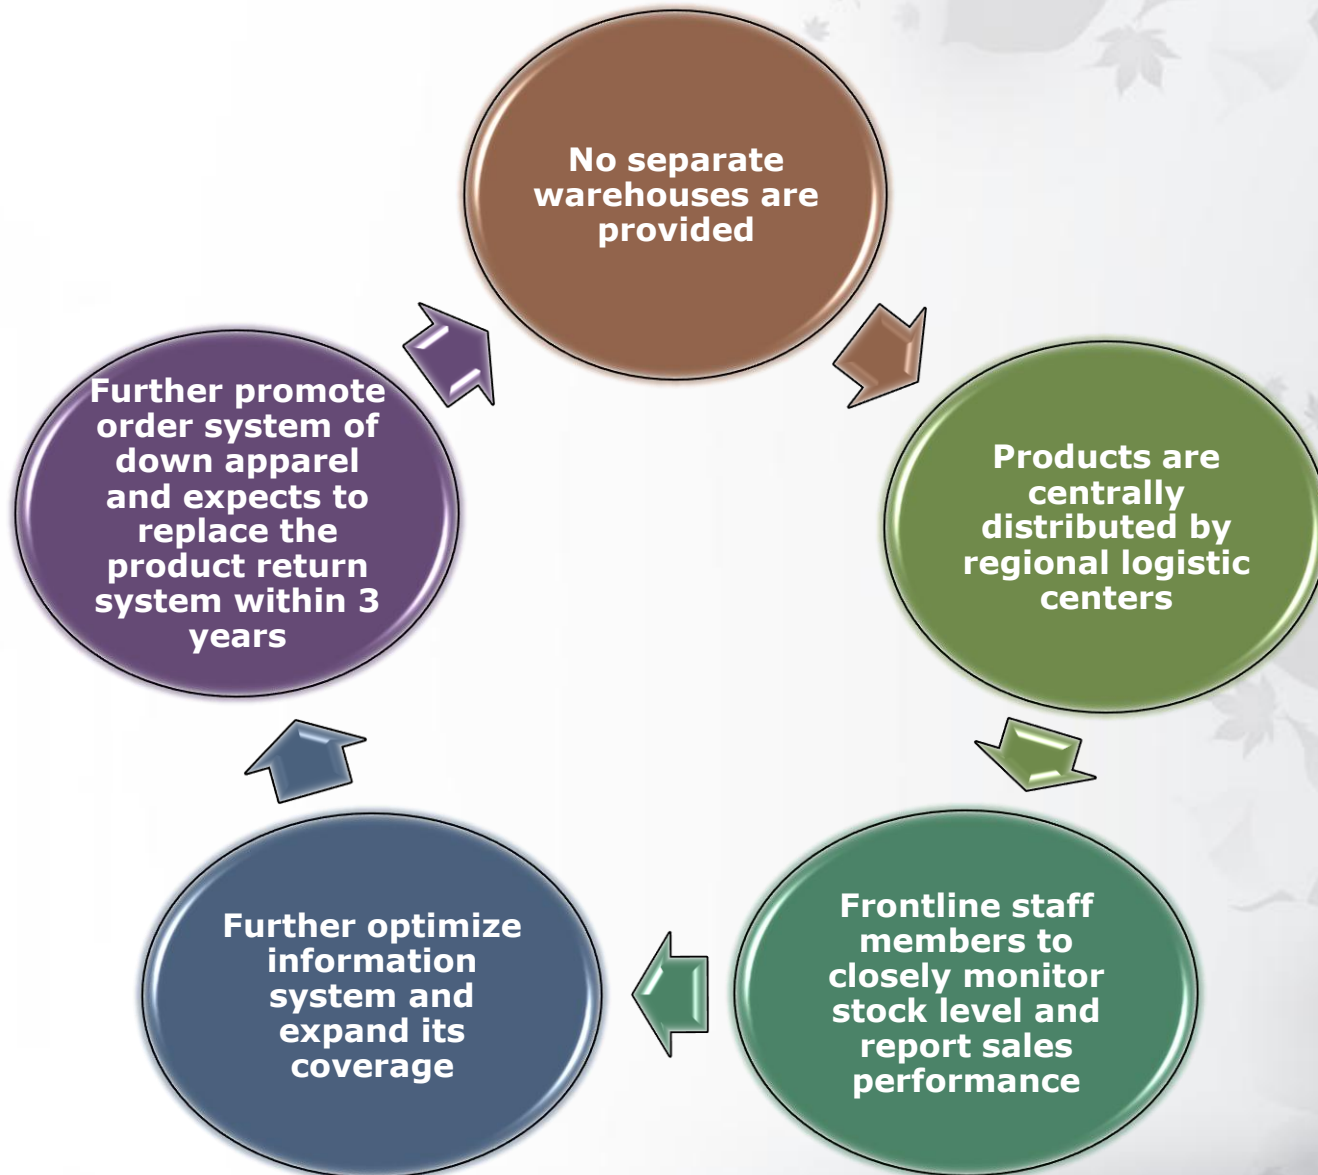 No separate
warehouses are
provided
Products are
centrally
distributed by
regional logistic
centers
Frontline staff
members to
closely monitor
stock level and
report sales
performance
Further optimize
information
system and
expand its
coverage
Further promote
order system of
down apparel
and expects to
replace the
product return
system within 3
years